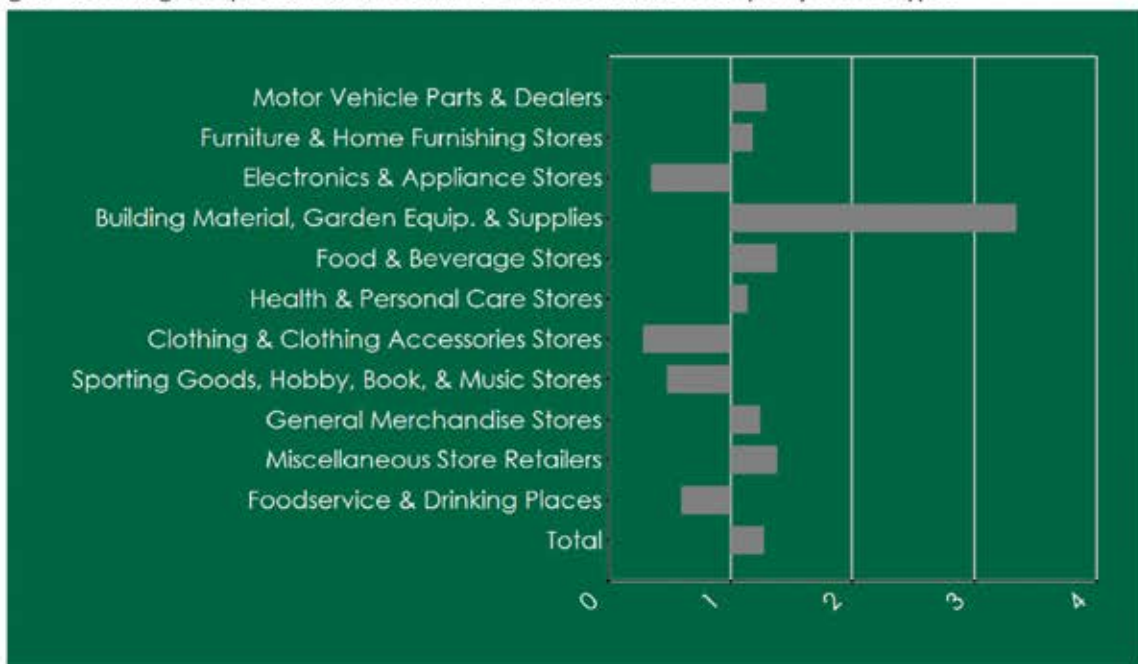 Motor Vehicle Parts & Dealers
Furniture & Home Furnishing Stores
Electronics & Appliance Stores
Building Material, Garden Equip. & Supplies
Food & Beverage Stores
Health & Personal Care Stores
Clothing & Clothing Accessories Stores
Sporting Goods, Hobby, Book, & Music Stores
General Merchandise Stores
Miscellaneous Store Retailers
Foodservice & Drinking Places
Total
0 1 2 3 4